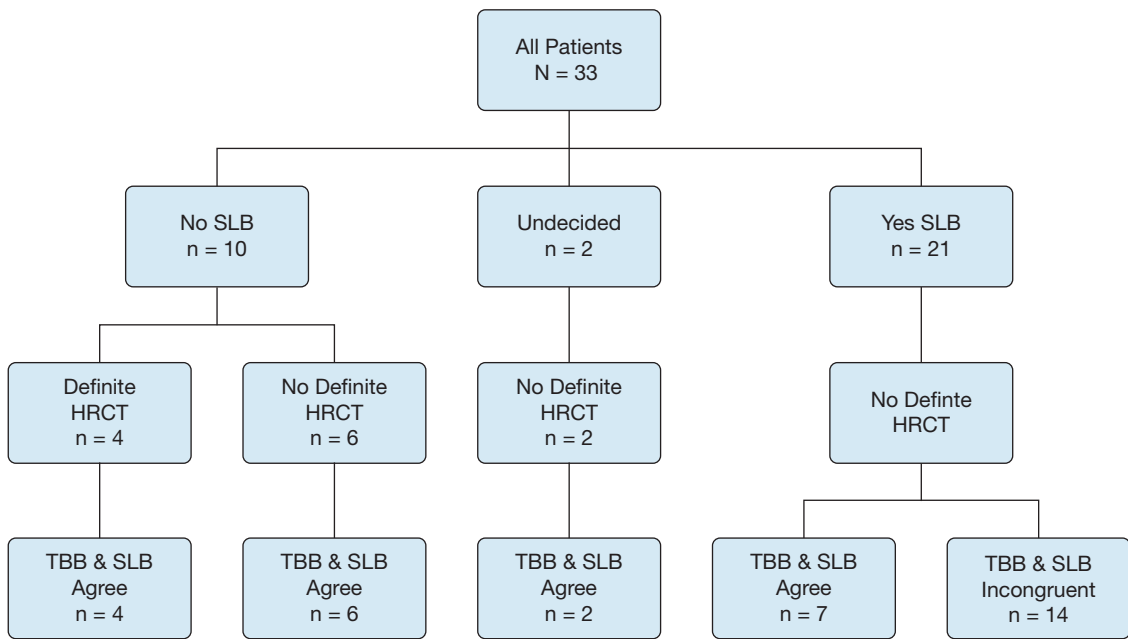 All Patients
N = 33
No SLB
n = 10
Undecided
n = 2
Yes SLB
n = 21
Definite
HRCT
n = 4
No Definite
HRCT
n = 6
No Definite
HRCT
n = 2
No Definte
HRCT
TBB & SLB
Agree
n = 4
TBB & SLB
Agree
n = 6
TBB & SLB
Agree
n = 2
TBB & SLB
Agree
n = 7
TBB & SLB
Incongruent
n = 14